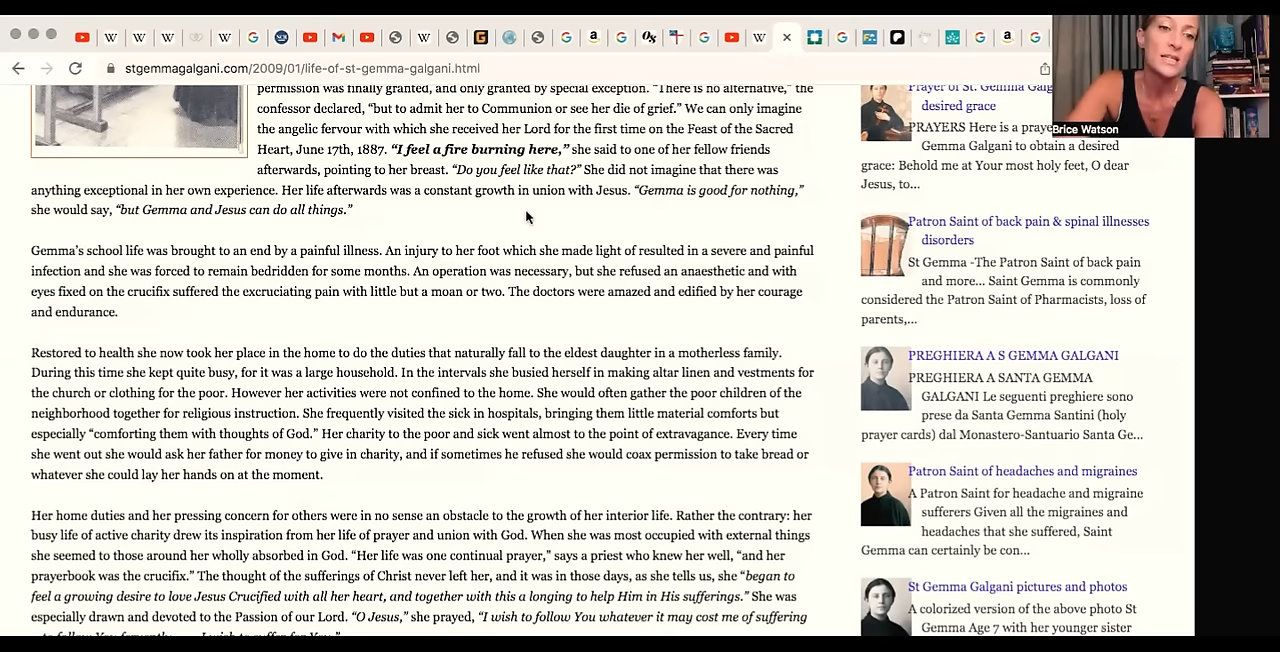 stgemmagalgani.com/2009/01/life-of-st-gemma-galgani.html
Brice Watson
permission was finally granted, and only granted by special exception. “There is no alternative,” the
confessor declared, “but to admit her to Communion or see her die of grief.” We can only imagine
the angelic fervour with which she received her Lord for the first time on the Feast of the Sacred
Heart, June 17th, 1887. “I feel a fire burning here,” she said to one of her fellow friends
afterwards, pointing to her breast. “Do you feel like that?” She did not imagine that there was
anything exceptional in her own experience. Her life afterwards was a constant growth in union with Jesus. “Gemma is good for nothing,”
she would say, “but Gemma and Jesus can do all things.”
Gemma’s school life was brought to an end by a painful illness. An injury to her foot which she made light of resulted in a severe and painful
infection and she was forced to remain bedridden for some months. An operation was necessary, but she refused an anaesthetic and with
eyes fixed on the crucifix suffered the excruciating pain with little but a moan or two. The doctors were amazed and edified by her courage
and endurance.
Restored to health she now took her place in the home to do the duties that naturally fall to the eldest daughter in a motherless family.
During this time she kept quite busy, for it was a large household. In the intervals she busied herself in making altar linen and vestments for
the church or clothing for the poor. However her activities were not confined to the home. She would often gather the poor children of the
neighborhood together for religious instruction. She frequently visited the sick in hospitals, bringing them little material comforts but
especially “comforting them with thoughts of God.” Her charity to the poor and sick went almost to the point of extravagance. Every time
she went out she would ask her father for money to give in charity, and if sometimes he refused she would coax permission to take bread or
whatever she could lay her hands on at the moment.
Her home duties and her pressing concern for others were in no sense an obstacle to the growth of her interior life. Rather the contrary: her
busy life of active charity drew its inspiration from her life of prayer and union with God. When she was most occupied with external things
she seemed to those around her wholly absorbed in God. “Her life was one continual prayer,” says a priest who knew her well, “and her
prayerbook was the crucifix.” The thought of the sufferings of Christ never left her, and it was in those days, as she tells us, she “began to
feel a growing desire to love Jesus Crucified with all her heart, and together with this a longing to help Him in His sufferings.” She was
especially drawn and devoted to the Passion of our Lord. “O Jesus,” she prayed, “I wish to follow You whatever it may cost me of suffering
Prayer of St. Gemma Galg
desired grace
PRAYERS Here is a praye
Gemma Galgani to obtain a desired
grace: Behold me at Your most holy feet, O dear
Jesus, to...
Patron Saint of back pain & spinal illnesses
disorders
St Gemma -The Patron Saint of back pain
and more... Saint Gemma is commonly
considered the Patron Saint of Pharmacists, loss of
parents,...
PREGHIERA A S GEMMA GALGANI
PREGHIERA A SANTA GEMMA
GALGANI Le seguenti preghiere sono
prese da Santa Gemma Santini (holy
prayer cards) dal Monastero-Santuario Santa Ge...
Patron Saint of headaches and migraines
A Patron Saint for headache and migraine
sufferers Given all the migraines and
headaches that she suffered, Saint
Gemma can certainly be con...
St Gemma Galgani pictures and photos
A colorized version of the above photo St
Gemma Age 7 with her younger sister